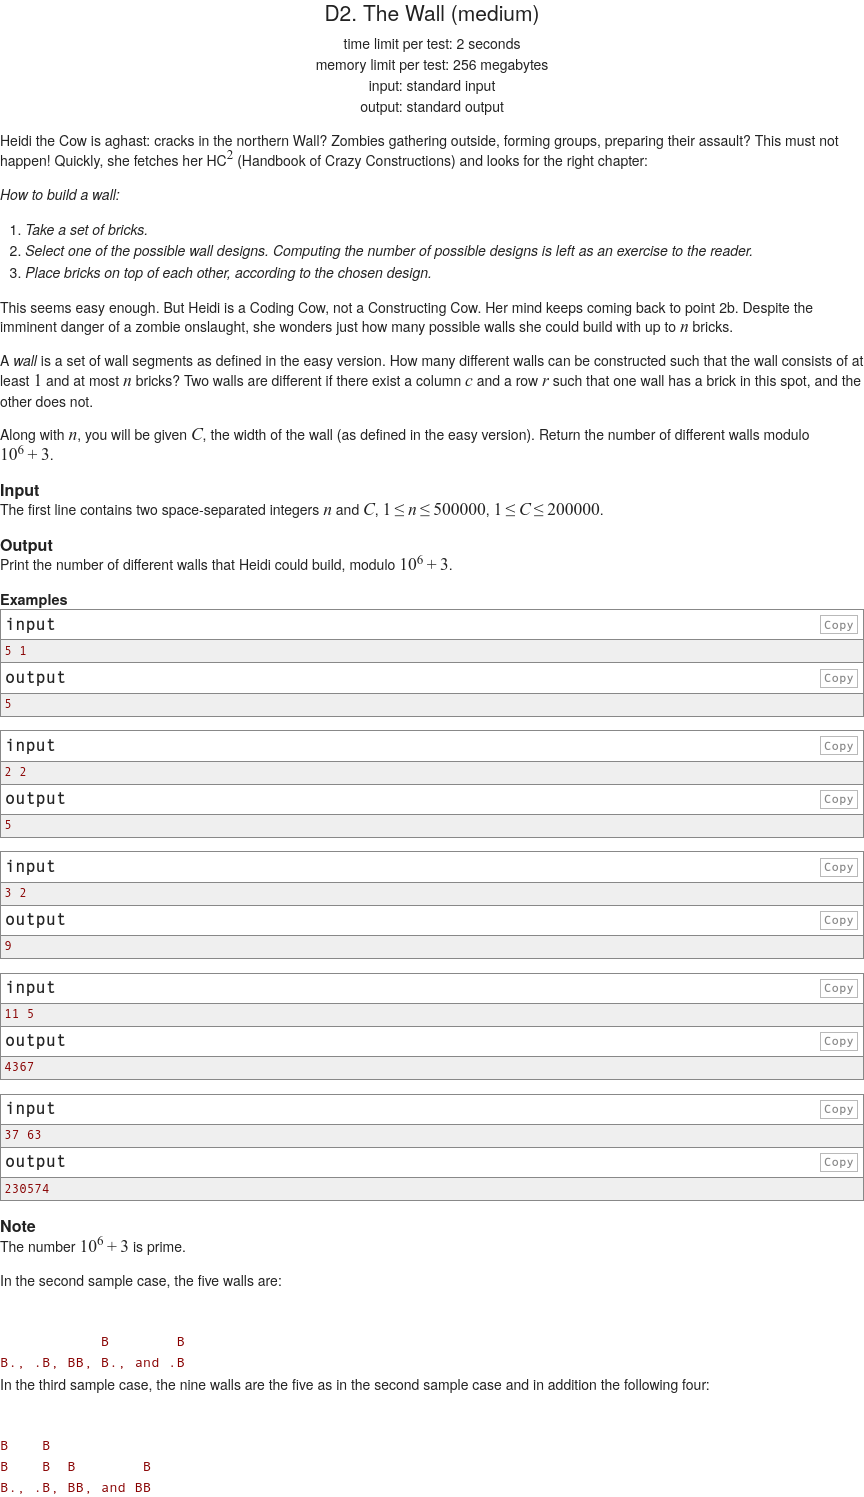 D2. The Wall (medium)
time limit per test: 2 seconds
memory limit per test: 256 megabytes
input: standard input
output: standard output
Heidi the Cow is aghast: cracks in the northern Wall? Zombies gathering outside, forming groups, preparing their assault? This must not
happen! Quickly, she fetches her HC² (Handbook of Crazy Constructions) and looks for the right chapter:
How to build a wall:
1. Take a set of bricks.
2. Select one of the possible wall designs. Computing the number of possible designs is left as an exercise to the reader.
3. Place bricks on top of each other, according to the chosen design.
This seems easy enough. But Heidi is a Coding Cow, not a Constructing Cow. Her mind keeps coming back to point 2b. Despite the
imminent danger of a zombie onslaught, she wonders just how many possible walls she could build with up to n bricks.
A wall is a set of wall segments as defined in the easy version. How many different walls can be constructed such that the wall consists of at
least 1 and at most n bricks? Two walls are different if there exist a column c and a row r such that one wall has a brick in this spot, and the
other does not.
Along with n, you will be given C, the width of the wall (as defined in the easy version). Return the number of different walls modulo
10⁶ + 3.
Input
The first line contains two space-separated integers n and C, 1 ≤ n ≤ 500000, 1 ≤ C ≤ 200000.
Output
Print the number of different walls that Heidi could build, modulo 10⁶ + 3.
Examples
input Copy
5 1
output Copy
5
input Copy
2 2
output Copy
5
input Copy
3 2
output Copy
9
input Copy
11 5
output Copy
4367
input Copy
37 63
output Copy
230574
Note
The number 10⁶ + 3 is prime.
In the second sample case, the five walls are:
B        B
B., .B, BB, B., and .B
In the third sample case, the nine walls are the five as in the second sample case and in addition the following four:
B    B
B    B  B        B
B., .B, BB, and BB